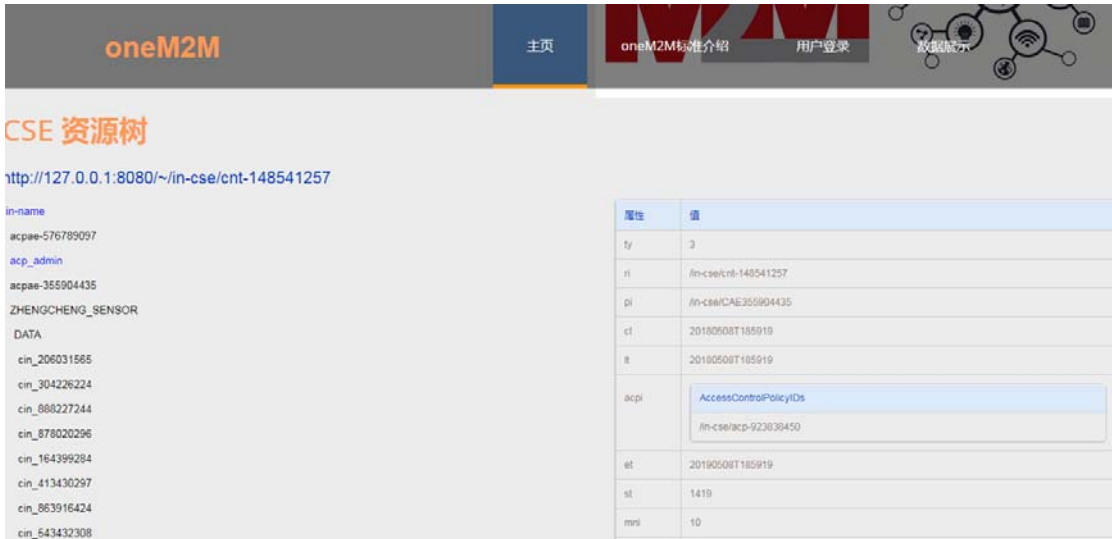 oneM2M
主页
oneM2M标准介绍
用户登录
数据展示
CSE 资源树
http://127.0.0.1:8080/~/in-cse/cnt-148541257
in-name
acpae-576789097
acp_admin
acpae-355904435
ZHENGCHENG_SENSOR
DATA
cin_206031565
cin_304226224
cin_888227244
cin_878020296
cin_164399284
cin_413430297
cin_863916424
cin_543432308
属性 值
ty 3
ri /in-cse/cnt-148541257
pi /in-cse/CAE355904435
ct 20180508T185919
lt 20180508T185919
acpi AccessControlPolicyIDs
/in-cse/acp-923838450
et 20190508T185919
st 1419
mni 10